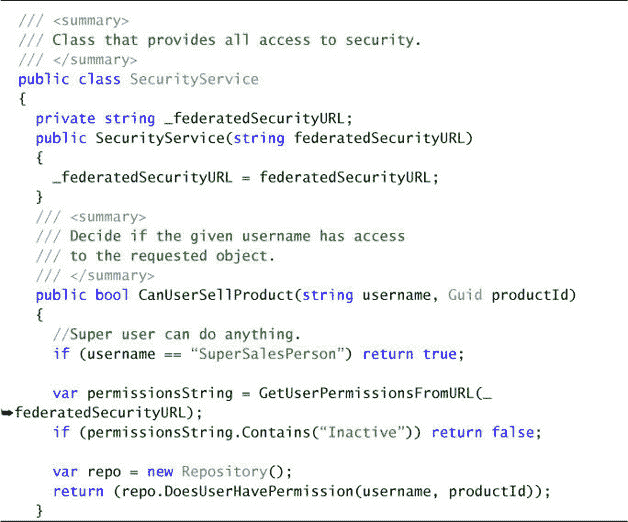 /// <summary>
/// Class that provides all access to security.
/// </summary>
public class SecurityService
{
private string _federatedSecurityURL;
public SecurityService(string federatedSecurityURL)
{
_federatedSecurityURL = federatedSecurityURL;
}
/// <summary>
/// Decide if the given username has access
/// to the requested object.
/// </summary>
public bool CanUserSellProduct(string username, Guid productId)
{
//Super user can do anything.
if (username == “SuperSalesPerson”) return true;
var permissionsString = GetUserPermissionsFromURL(_
➥federatedSecurityURL);
if (permissionsString.Contains(“Inactive”)) return false;
var repo = new Repository();
return (repo.DoesUserHavePermission(username, productId));
}